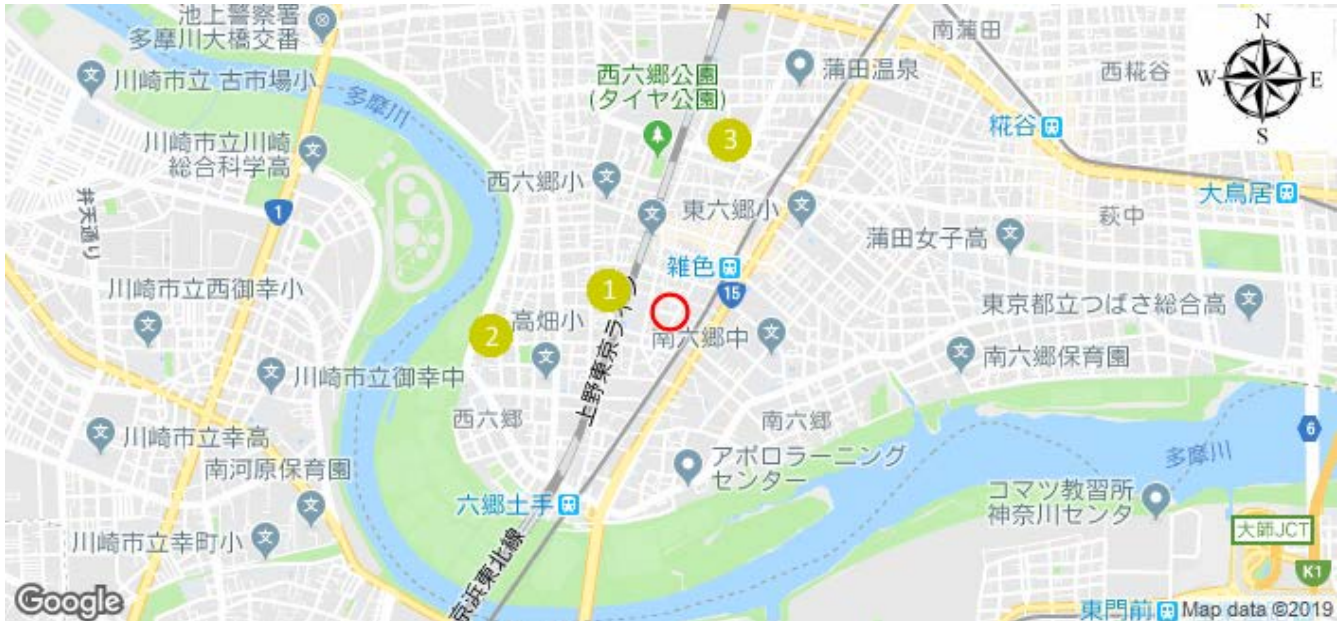 池上警察署
多摩川大橋交番
川崎市立 古市場小
多摩川
川崎市立川崎
総合科学高
井天通り
1
西六郷公園
(タイヤ公園)
3
蒲田温泉
南蒲田
西糀谷
N
W
E
S
糀谷
大鳥居
萩中
西六郷小
東六郷小
蒲田女子高
雑色
15
川崎市立西御幸小
1
2
高畑小
上野東京ライン
南六郷中
東京都立つばさ総合高
南六郷保育園
川崎市立御幸中
西六郷
南六郷
川崎市立幸高
南河原保育園
アポロラーニング
センター
6
多摩川
六郷土手
コマツ教習所
神奈川センタ
川崎市立幸町小
京浜東北線
大師JCT
K1
東門前
Google
Map data ©2019